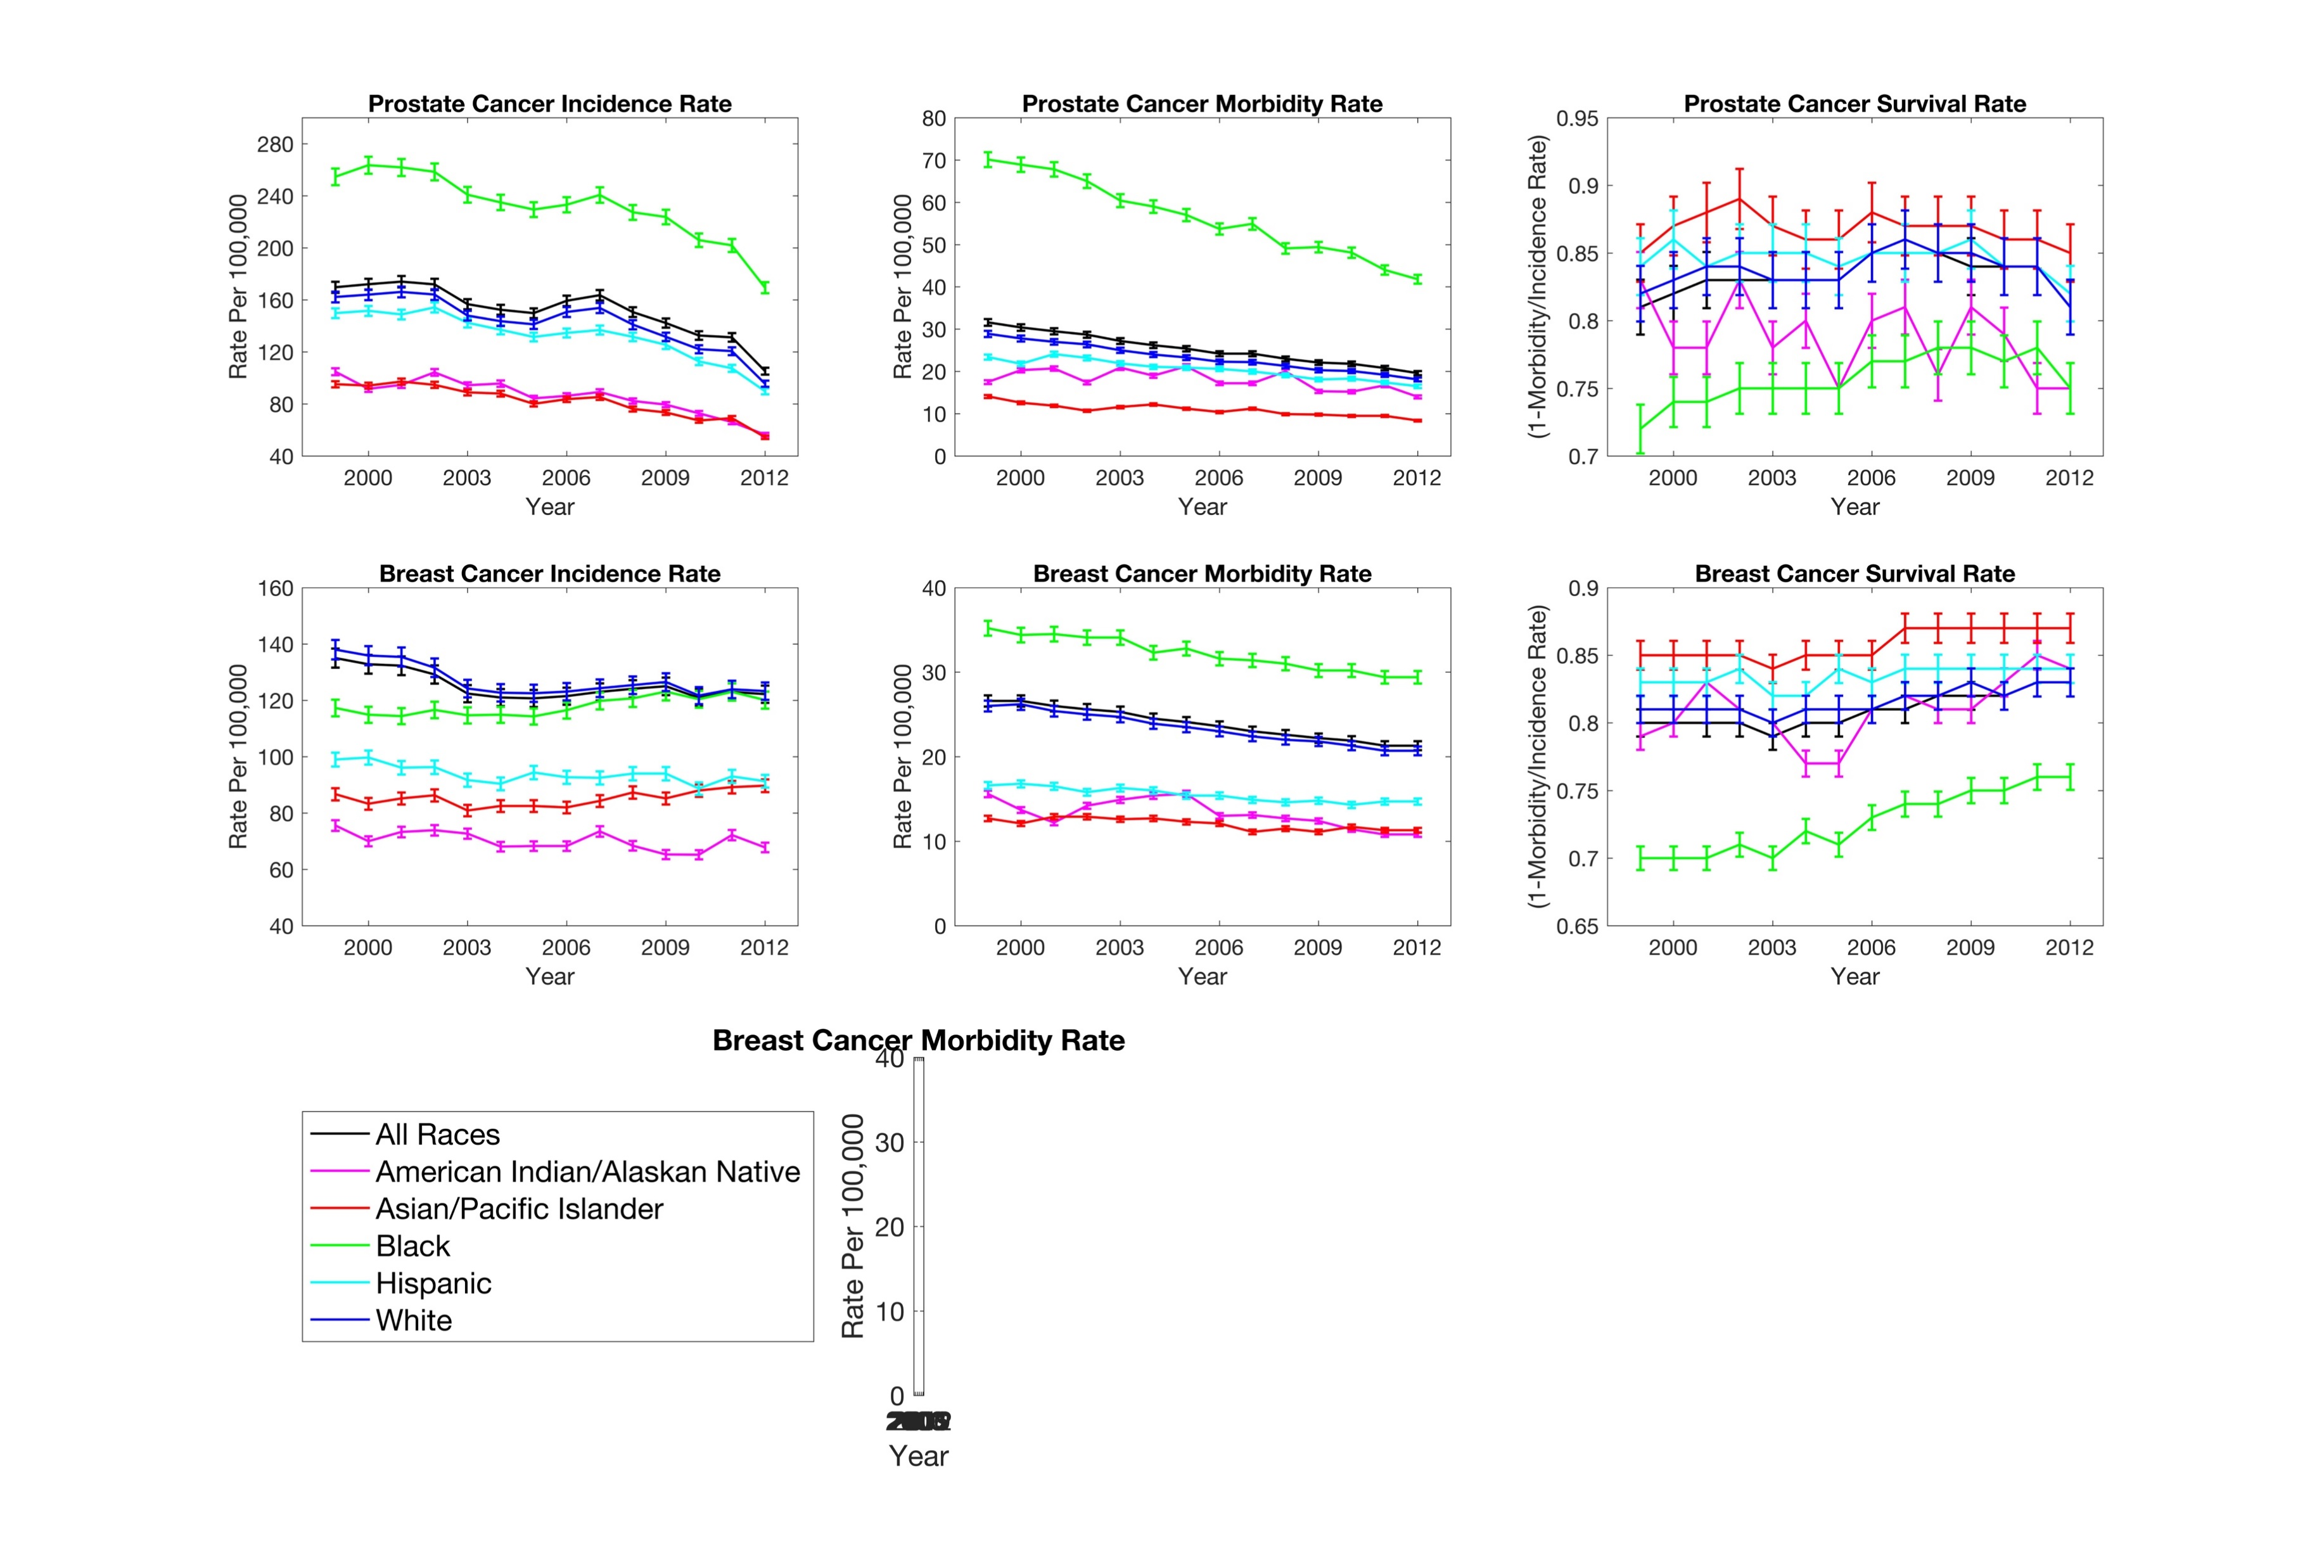 Prostate Cancer Incidence Rate
280
240
200
160
120
80
40
Rate Per 100,000
2000 2003 2006 2009 2012
Year
Prostate Cancer Morbidity Rate
80
70
60
50
40
30
20
10
0
Rate Per 100,000
2000 2003 2006 2009 2012
Year
Prostate Cancer Survival Rate
0.95
0.9
0.85
0.8
0.75
0.7
(1-Morbidity/Incidence Rate)
2000 2003 2006 2009 2012
Year
Breast Cancer Incidence Rate
160
140
120
100
80
60
40
Rate Per 100,000
2000 2003 2006 2009 2012
Year
Breast Cancer Morbidity Rate
40
30
20
10
0
Rate Per 100,000
2000 2003 2006 2009 2012
Year
Breast Cancer Survival Rate
0.9
0.85
0.8
0.75
0.7
0.65
(1-Morbidity/Incidence Rate)
2000 2003 2006 2009 2012
Year
All Races
American Indian/Alaskan Native
Asian/Pacific Islander
Black
Hispanic
White
Breast Cancer Morbidity Rate
40
30
20
10
0
Rate Per 100,000
Year